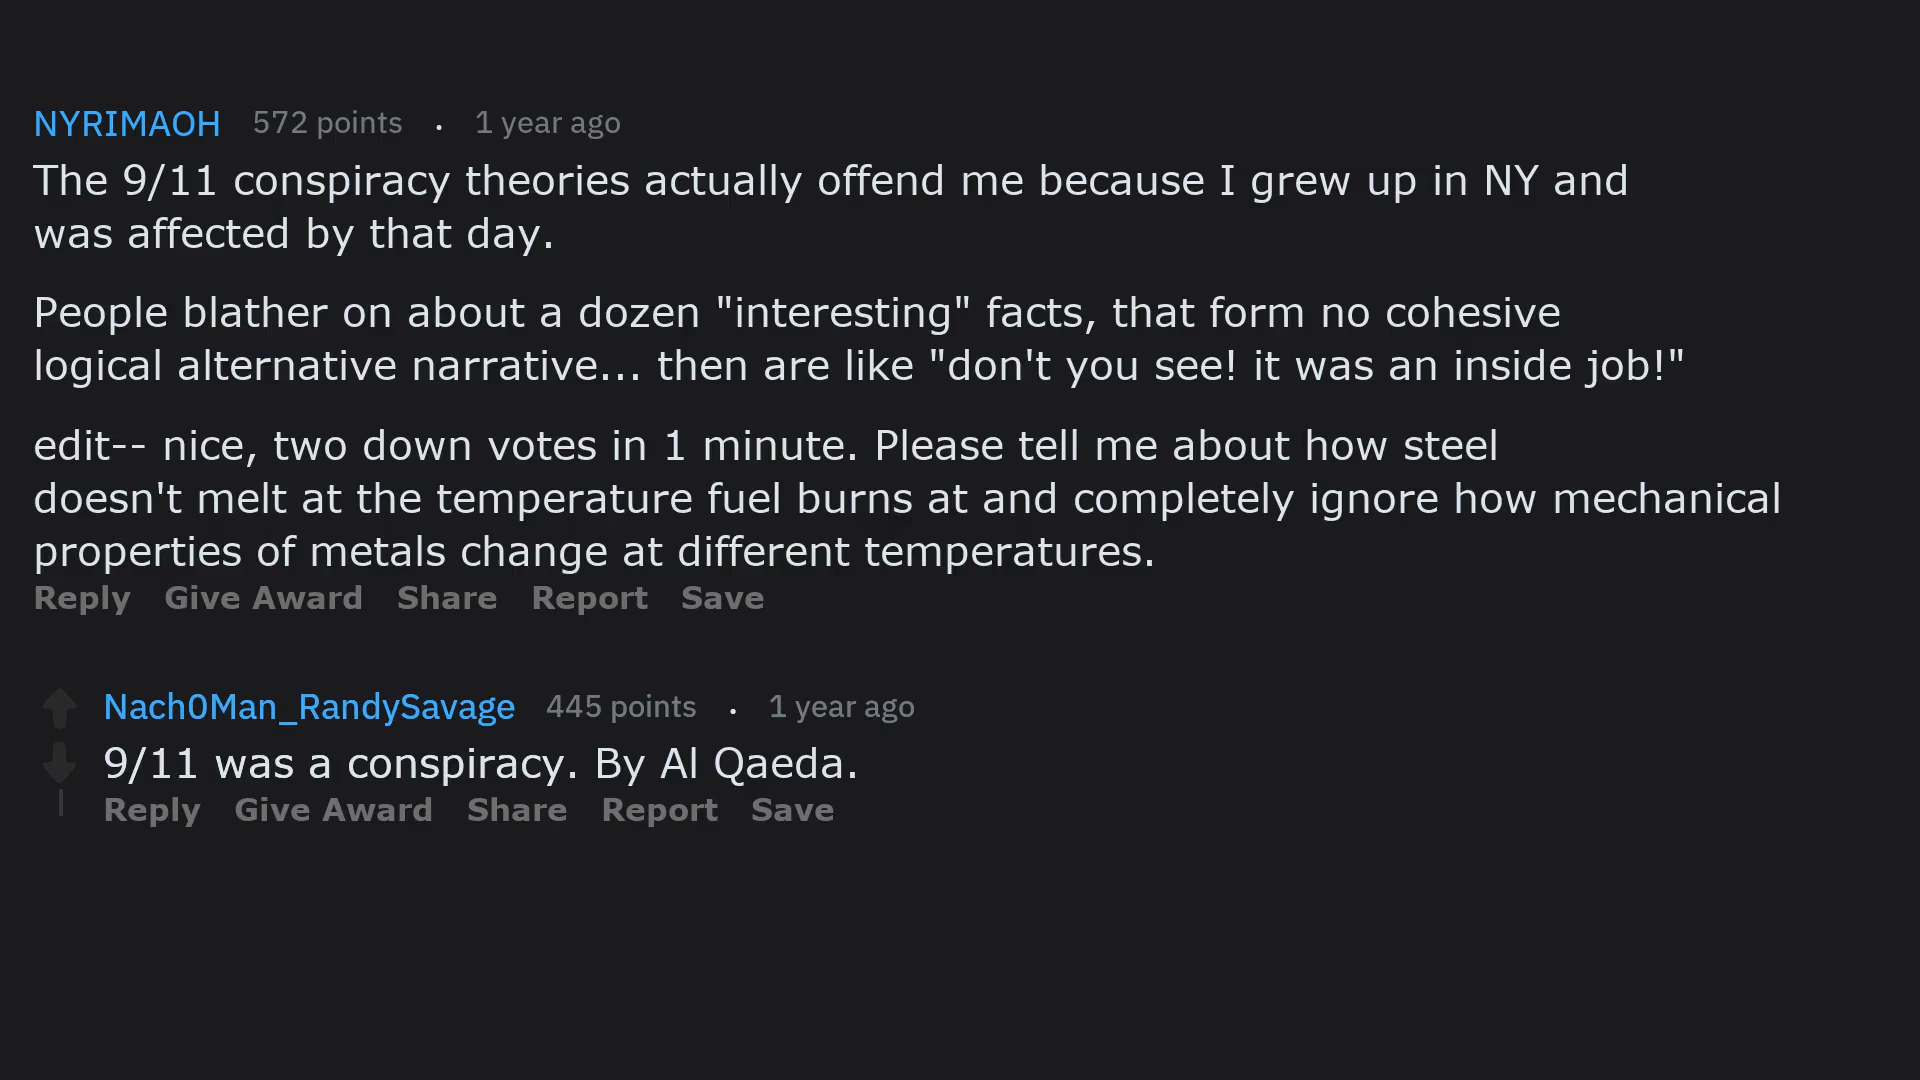 NYRIMAOH 572 points . 1 year ago
The 9/11 conspiracy theories actually offend me because I grew up in NY and
was affected by that day.
People blather on about a dozen "interesting" facts, that form no cohesive
logical alternative narrative... then are like "don't you see! it was an inside job!"
edit-- nice, two down votes in 1 minute. Please tell me about how steel
doesn't melt at the temperature fuel burns at and completely ignore how mechanical
properties of metals change at different temperatures.
Reply Give Award Share Report Save
Nach0Man_RandySavage 445 points . 1 year ago
9/11 was a conspiracy. By Al Qaeda.
Reply Give Award Share Report Save